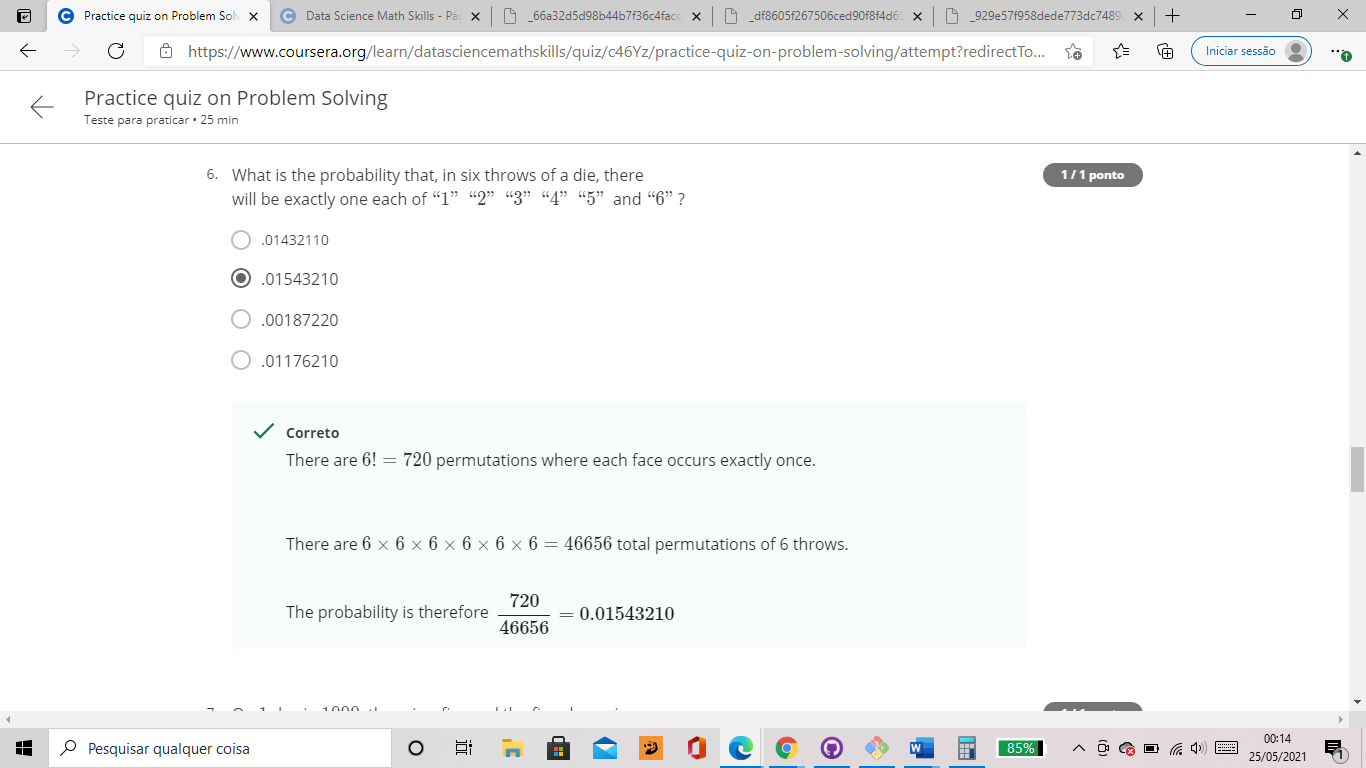 Practice quiz on Problem Solv
Data Science Math Skills - Pá
_66a32d5d98b44b7f36c4facc
_df8605f267506ced90f8f4d6
_929e57f958dede773dc7489
https://www.coursera.org/learn/datasciencemathskills/quiz/c46Yz/practice-quiz-on-problem-solving/attempt?redirectTo...
Iniciar sessão
Practice quiz on Problem Solving
Teste para praticar • 25 min
6. What is the probability that, in six throws of a die, there
will be exactly one each of “1” “2” “3” “4” “5” and “6” ?
1 / 1 ponto
.01432110
.01543210
.00187220
.01176210
Correto
There are 6! = 720 permutations where each face occurs exactly once.
There are 6 × 6 × 6 × 6 × 6 × 6 = 46656 total permutations of 6 throws.
The probability is therefore 720/46656 = 0.01543210
Pesquisar qualquer coisa
85%
00:14
25/05/2021
1